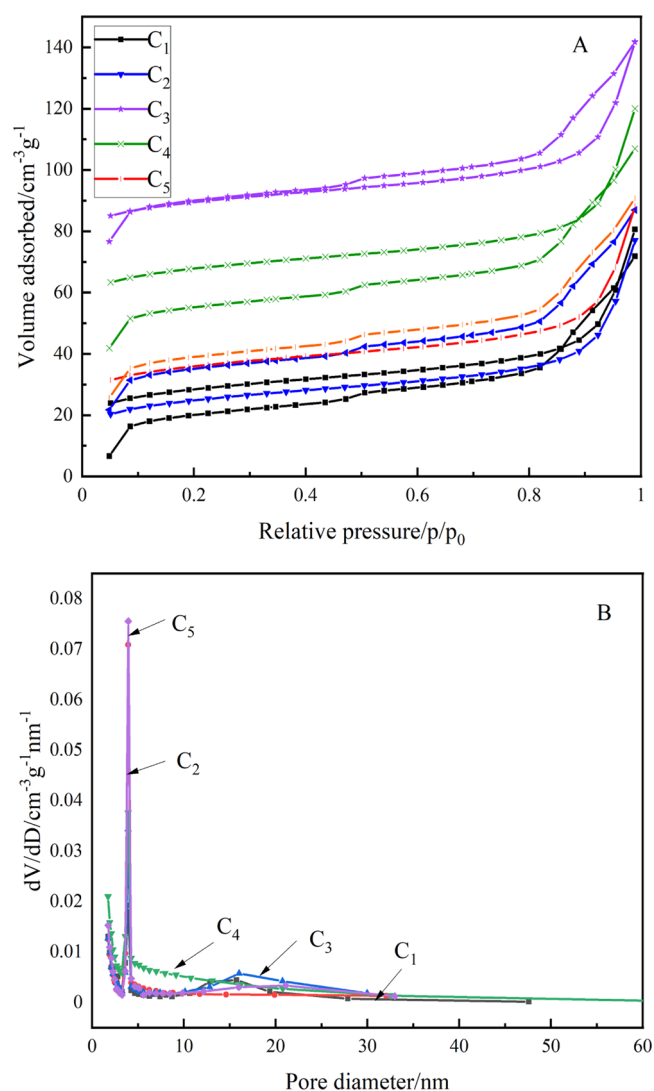 A
C₁
C₂
C₃
C₄
C₅
140
120
100
80
60
40
20
0
0
0.2
0.4
0.6
0.8
1
Volume adsorbed/cm⁻³g⁻¹
Relative pressure/p/p₀
B
0.08
0.07
0.06
0.05
0.04
0.03
0.02
0.01
0
C₅
C₂
C₄
C₃
C₁
0
10
20
30
40
50
60
dV/dD/cm⁻³g⁻¹nm⁻¹
Pore diameter/nm